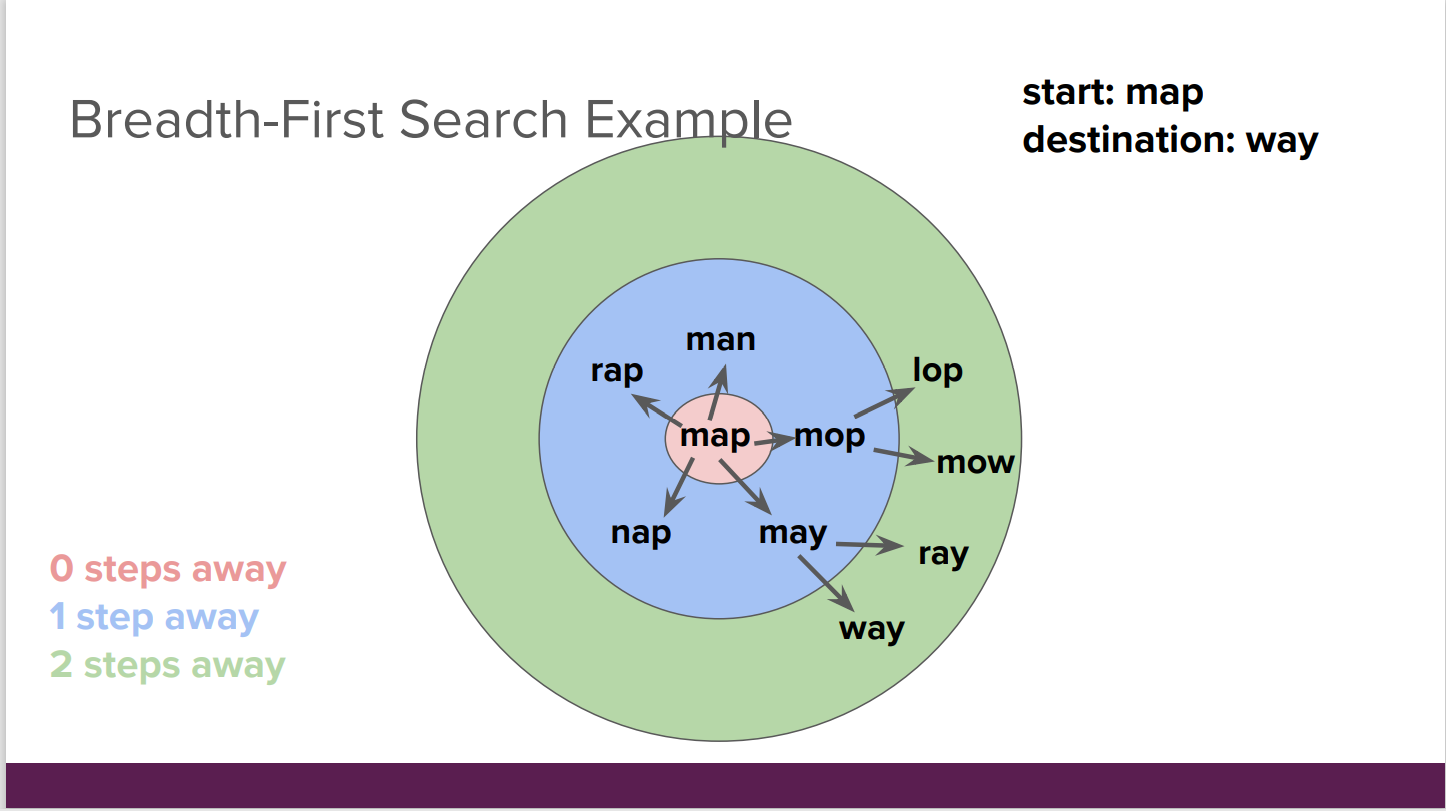 Breadth-First Search Example
start: map
destination: way
man
rap
lop
map
mop
mow
nap
may
ray
way
0 steps away
1 step away
2 steps away